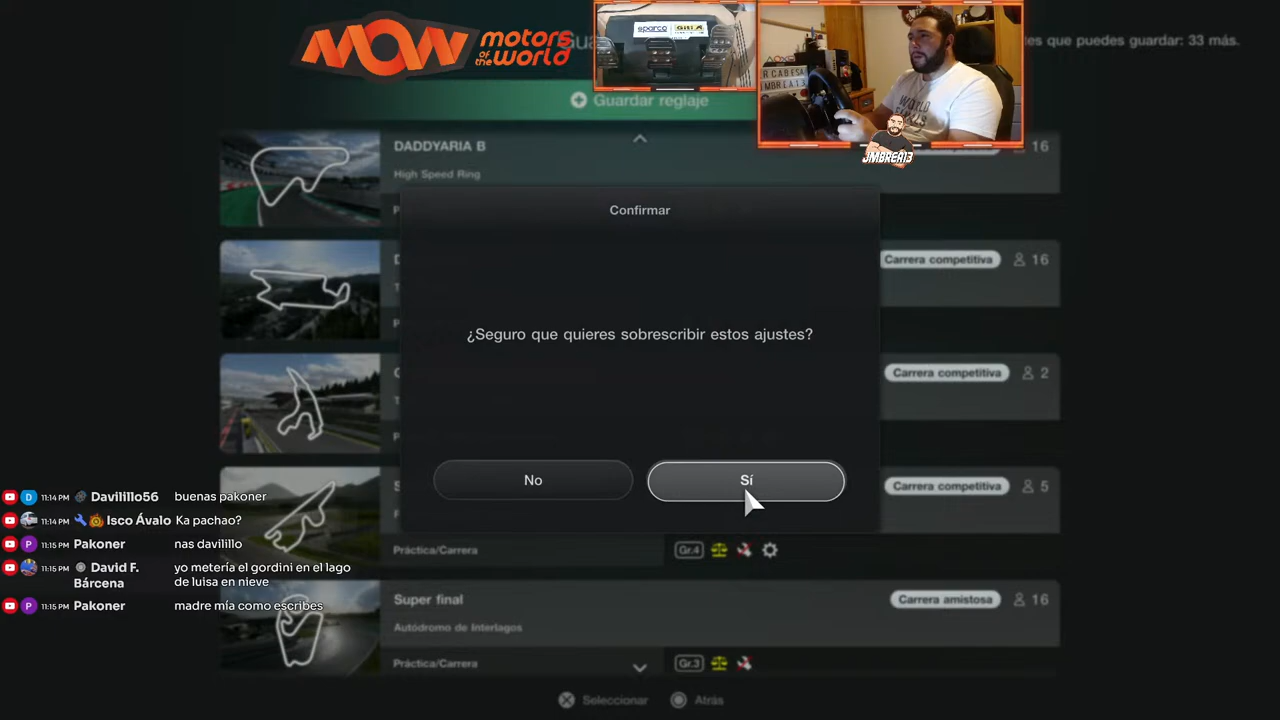 MOW motors of the world
es que puedes guardar: 33 más.
Guardar reglaje
sparco
Giti
JMBREA13
DADDYARIA B
16
High Speed Ring
Confirmar
Carrera competitiva
16
¿Seguro que quieres sobrescribir estos ajustes?
Carrera competitiva
2
No
Sí
Carrera competitiva
5
Práctica/Carrera
Gr.4
Super final
Carrera amistosa
16
Autódromo de Interlagos
Práctica/Carrera
Gr.3
Seleccionar
Atrás
11:14 PM Davilillo56 buenas pakoner
11:14 PM Isco Ávalo Ka pachao?
11:15 PM Pakoner nas davilillo
11:15 PM David F. Bárcena yo metería el gordini en el lago
de luisa en nieve
11:15 PM Pakoner madre mía como escribes